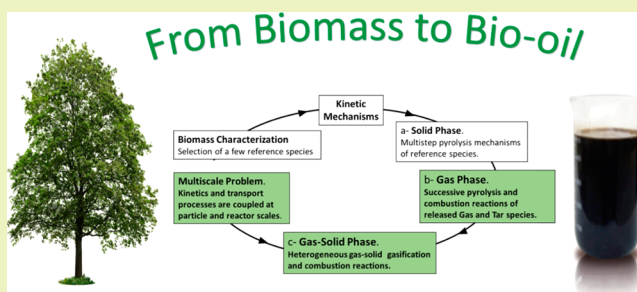 From Biomass to Bio-oil
Kinetic
Mechanisms
Biomass Characterization
Selection of a few reference species
a- Solid Phase.
Multistep pyrolysis mechanisms
of reference species.
Multiscale Problem.
Kinetics and transport
processes are coupled at
particle and reactor scales.
b- Gas Phase.
Successive pyrolysis and
combustion reactions of
released Gas and Tar species.
c- Gas-Solid Phase.
Heterogeneous gas-solid gasification
and combustion reactions.